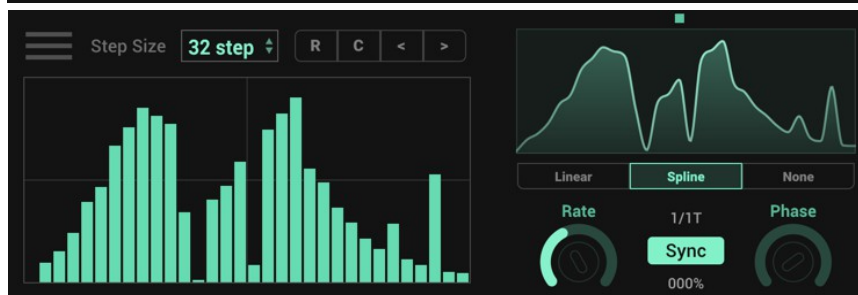 Step Size 32 step R C < >
Linear Spline None
Rate 1/1T Phase
Sync
000%